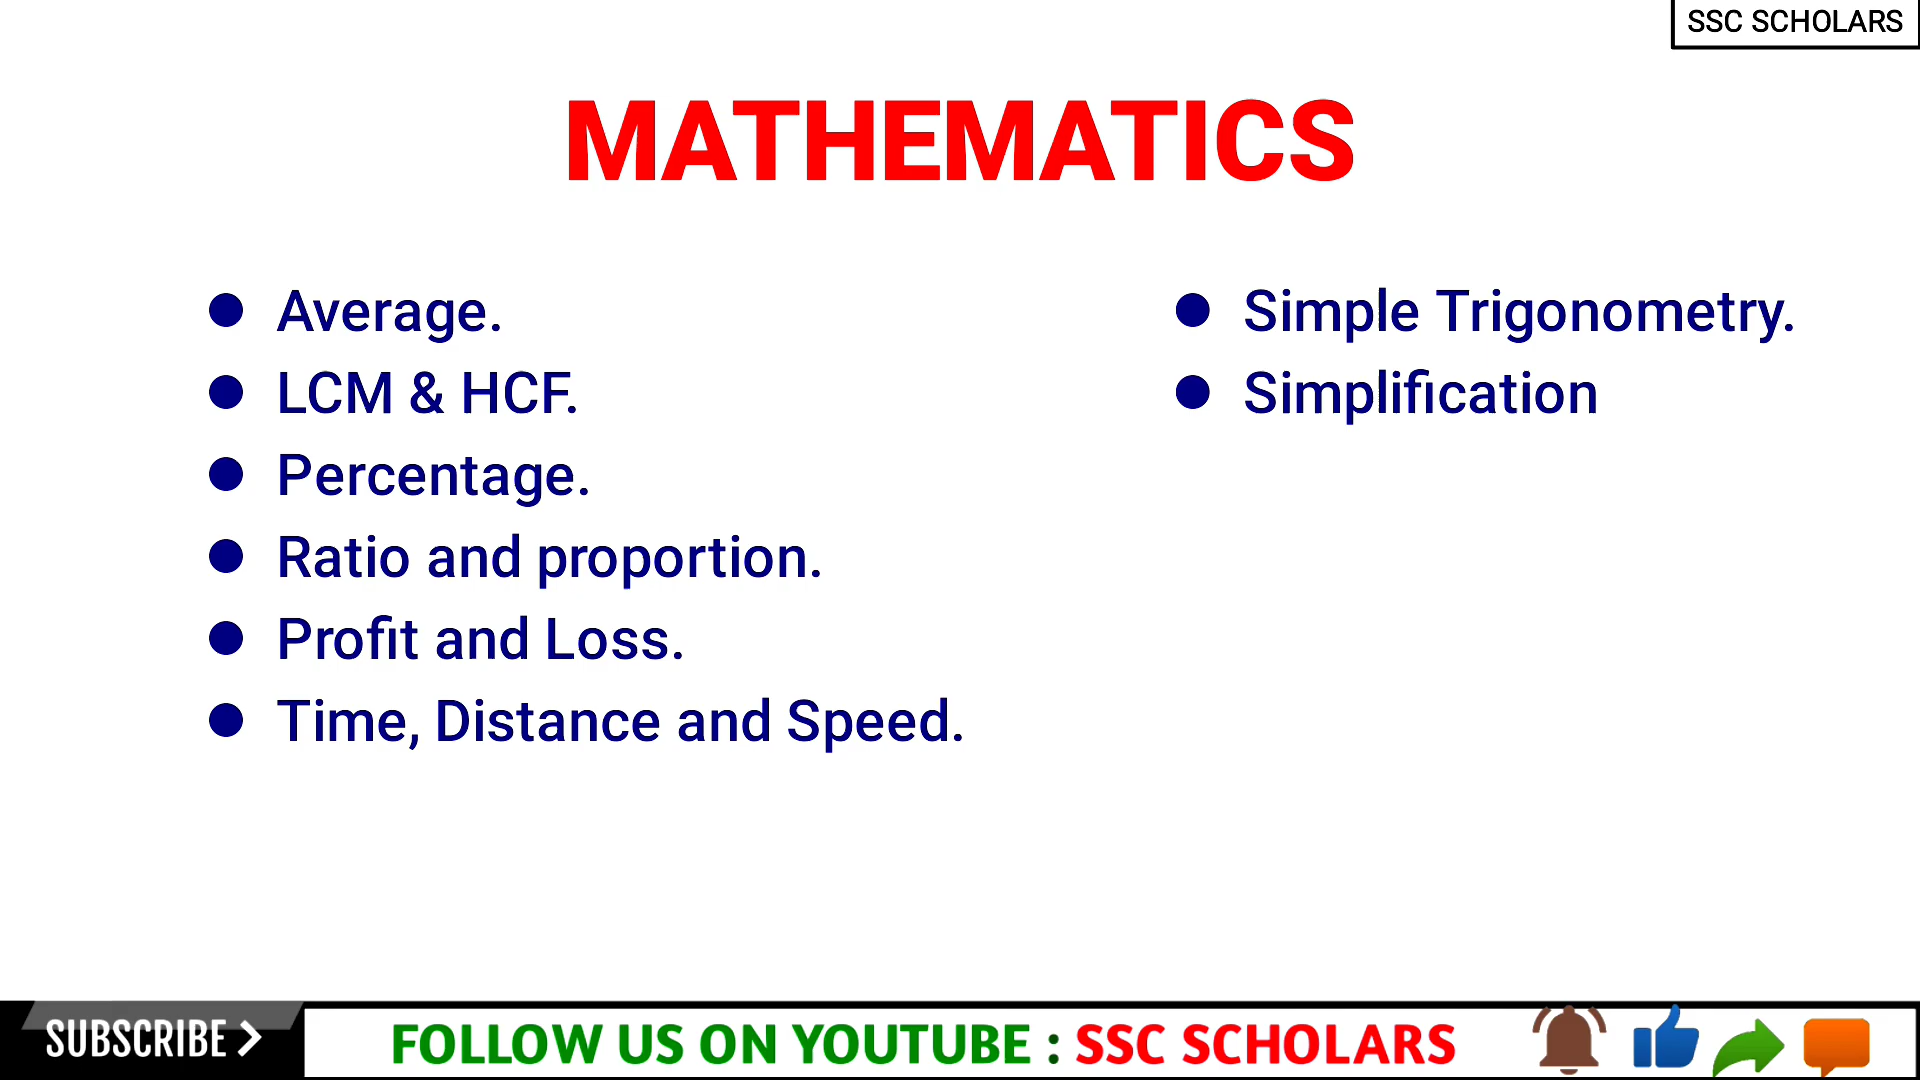 SSC SCHOLARS
MATHEMATICS
Average.
LCM & HCF.
Percentage.
Ratio and proportion.
Profit and Loss.
Time, Distance and Speed.
Simple Trigonometry.
Simplification
SUBSCRIBE
FOLLOW US ON YOUTUBE : SSC SCHOLARS